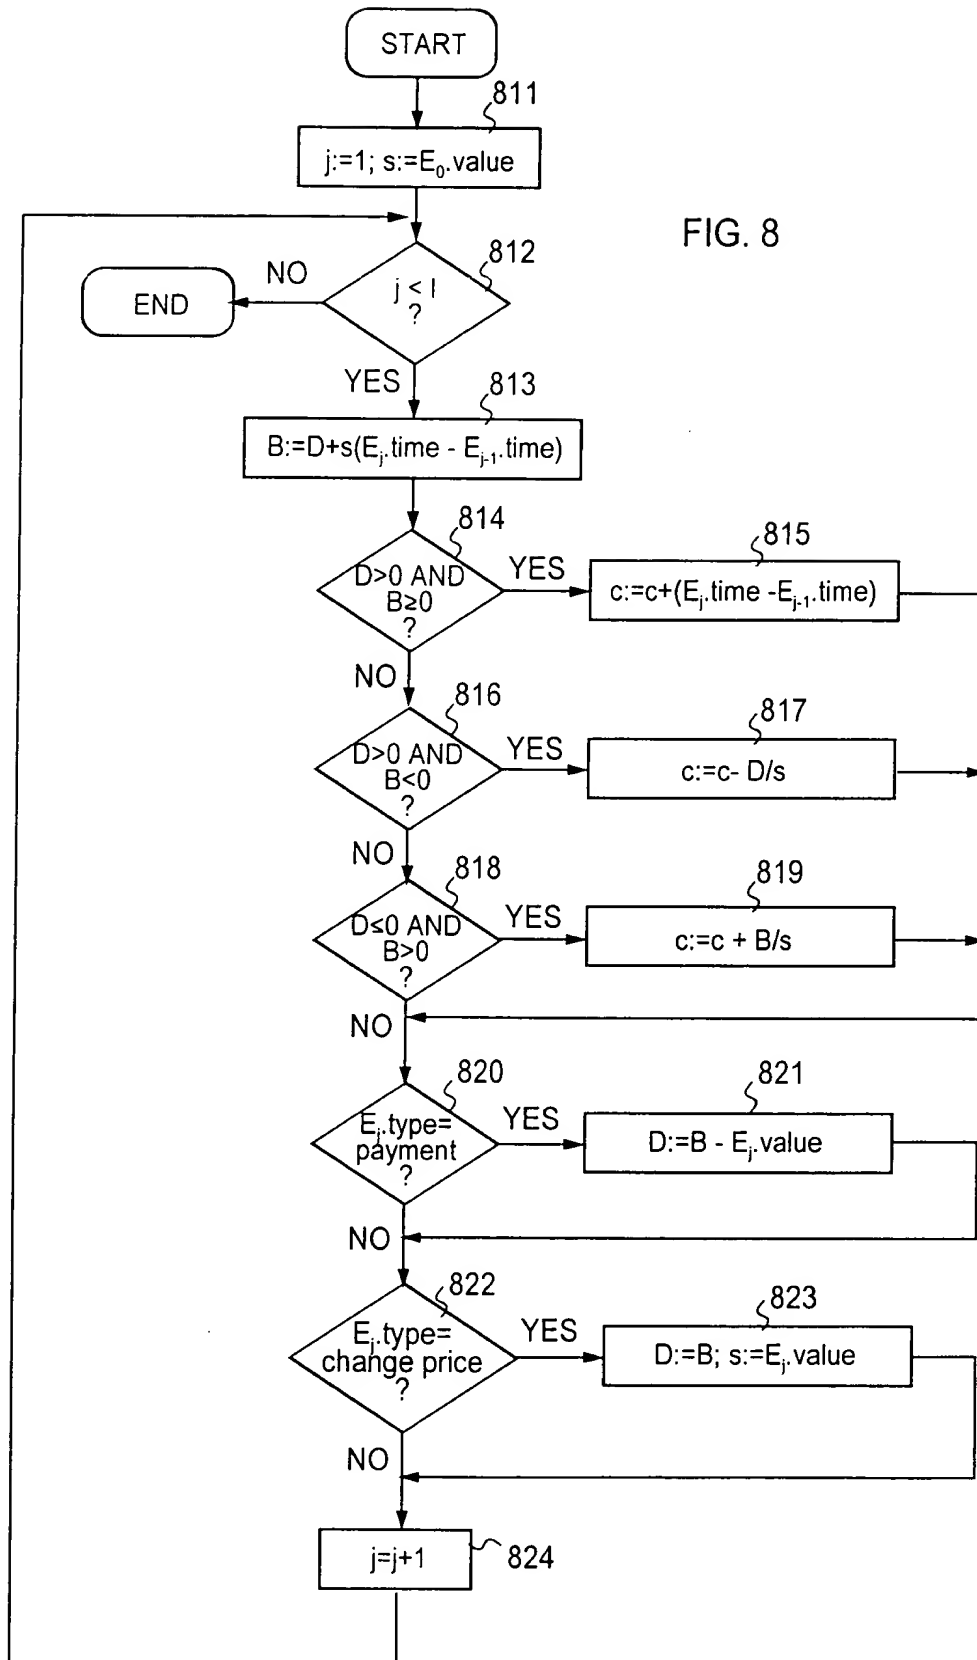 START
811
j:=1; s:=E₀.value
FIG. 8
812
NO
j < I
?
END
YES
813
B:=D+s(Eⱼ.time - Eⱼ₋₁.time)
814
D>0 AND
B≥0
?
YES
815
c:=c+(Eⱼ.time -Eⱼ₋₁.time)
NO
816
D>0 AND
B<0
?
YES
817
c:=c- D/s
NO
818
D≤0 AND
B>0
?
YES
819
c:=c + B/s
NO
820
Eⱼ.type=
payment
?
YES
821
D:=B - Eⱼ.value
NO
822
Eⱼ.type=
change price
?
YES
823
D:=B; s:=Eⱼ.value
NO
j=j+1
824